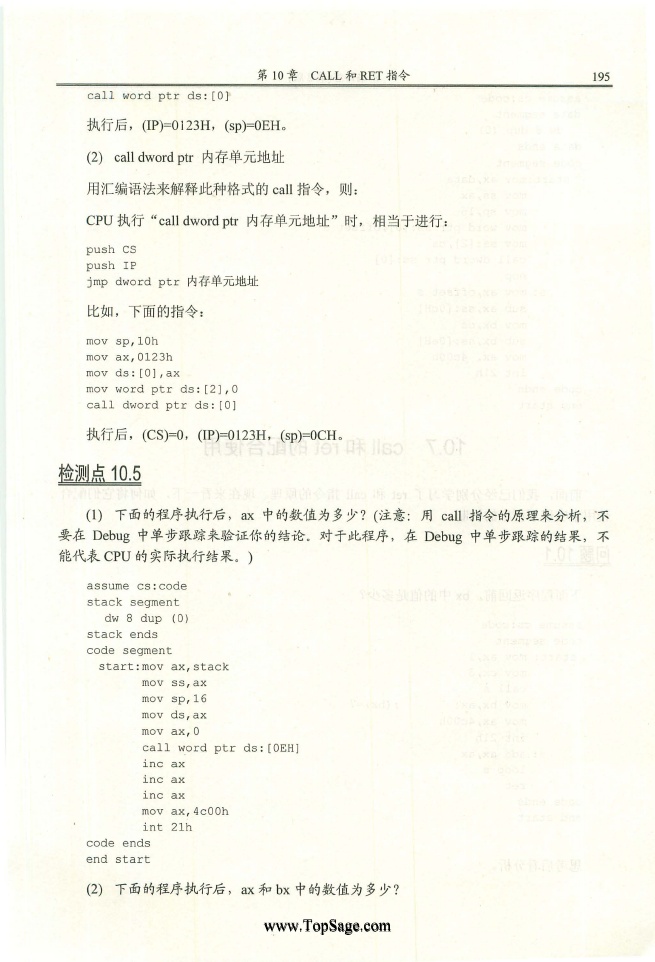 第 10 章 CALL 和 RET 指令 195
call word ptr ds:[0]
执行后，(IP)=0123H，(sp)=0EH。
(2) call dword ptr 内存单元地址
用汇编语法来解释此种格式的 call 指令，则：
CPU 执行“call dword ptr 内存单元地址”时，相当于进行：
push CS
push IP
jmp dword ptr 内存单元地址
比如，下面的指令：
mov sp,10h
mov ax,0123h
mov ds:[0],ax
mov word ptr ds:[2],0
call dword ptr ds:[0]
执行后，(CS)=0，(IP)=0123H，(sp)=0CH。
检测点 10.5
(1) 下面的程序执行后，ax 中的数值为多少？(注意：用 call 指令的原理来分析，不
要在 Debug 中单步跟踪来验证你的结论。对于此程序，在 Debug 中单步跟踪的结果，不
能代表 CPU 的实际执行结果。)
assume cs:code
stack segment
dw 8 dup (0)
stack ends
code segment
start:mov ax,stack
mov ss,ax
mov sp,16
mov ds,ax
mov ax,0
call word ptr ds:[0EH]
inc ax
inc ax
inc ax
mov ax,4c00h
int 21h
code ends
end start
(2) 下面的程序执行后，ax 和 bx 中的数值为多少？
www.TopSage.com